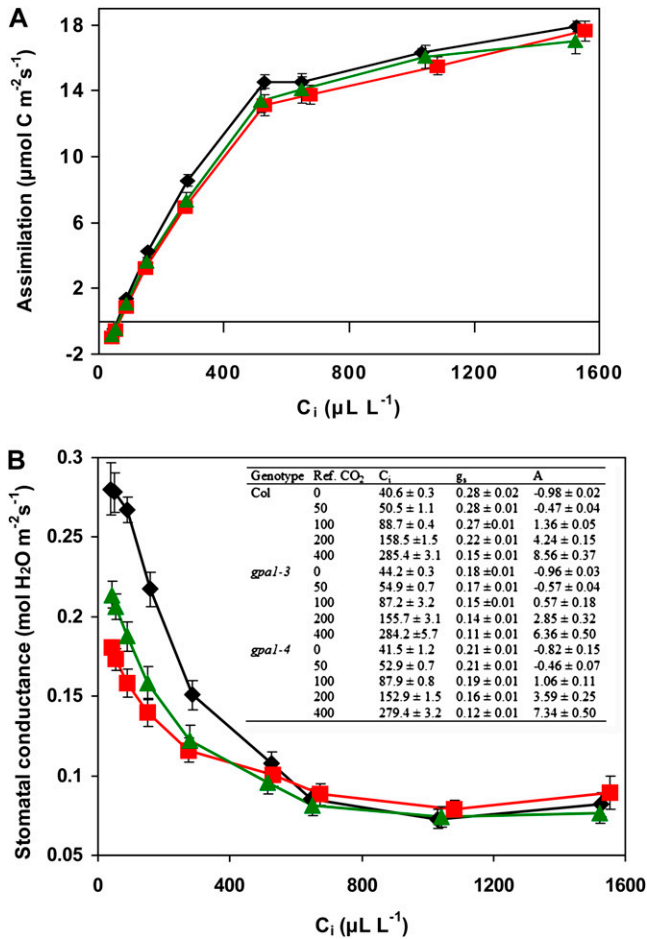 A
18
14
10
6
2
-2
Assimilation (µmol C m-2s-1)
0 400 800 1200 1600
Ci (µL L-1)
B
0.3
0.25
0.2
0.15
0.1
0.05
Stomatal conductance (mol H2O m-2s-1)
Genotype Ref. CO2 Ci gs A
Col 0 40.6 ± 0.3 0.28 ± 0.02 -0.98 ± 0.02
50 50.5 ± 1.1 0.28 ± 0.01 -0.47 ± 0.04
100 88.7 ± 0.4 0.27 ±0.01 1.36 ± 0.05
200 158.5 ±1.5 0.22 ± 0.01 4.24 ± 0.15
400 285.4 ± 3.1 0.15 ± 0.01 8.56 ± 0.37
gpa1-3 0 44.2 ± 0.3 0.18 ±0.01 -0.96 ± 0.03
50 54.9 ± 0.7 0.17 ± 0.01 -0.57 ± 0.04
100 87.2 ± 3.2 0.15 ±0.01 0.57 ± 0.18
200 155.7 ± 3.1 0.14 ± 0.01 2.85 ± 0.32
400 284.2 ±5.7 0.11 ± 0.01 6.36 ± 0.50
gpa1-4 0 41.5 ± 1.2 0.21 ± 0.01 -0.82 ± 0.15
50 52.9 ± 0.7 0.21 ± 0.01 -0.46 ± 0.07
100 87.9 ± 0.8 0.19 ± 0.01 1.06 ± 0.11
200 152.9 ± 1.5 0.16 ± 0.01 3.59 ± 0.25
400 279.4 ± 3.2 0.12 ± 0.01 7.34 ± 0.50
0 400 800 1200 1600
Ci (µL L-1)